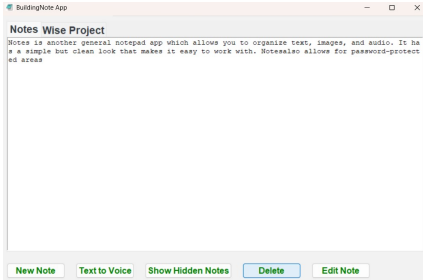 BuildingNote App
Notes Wise Project
Notes is another general notepad app which allows you to organize text, images, and audio. It ha
s a simple but clean look that makes it easy to work with. Notesalso allows for password-protect
ed areas
New Note Text to Voice Show Hidden Notes Delete Edit Note